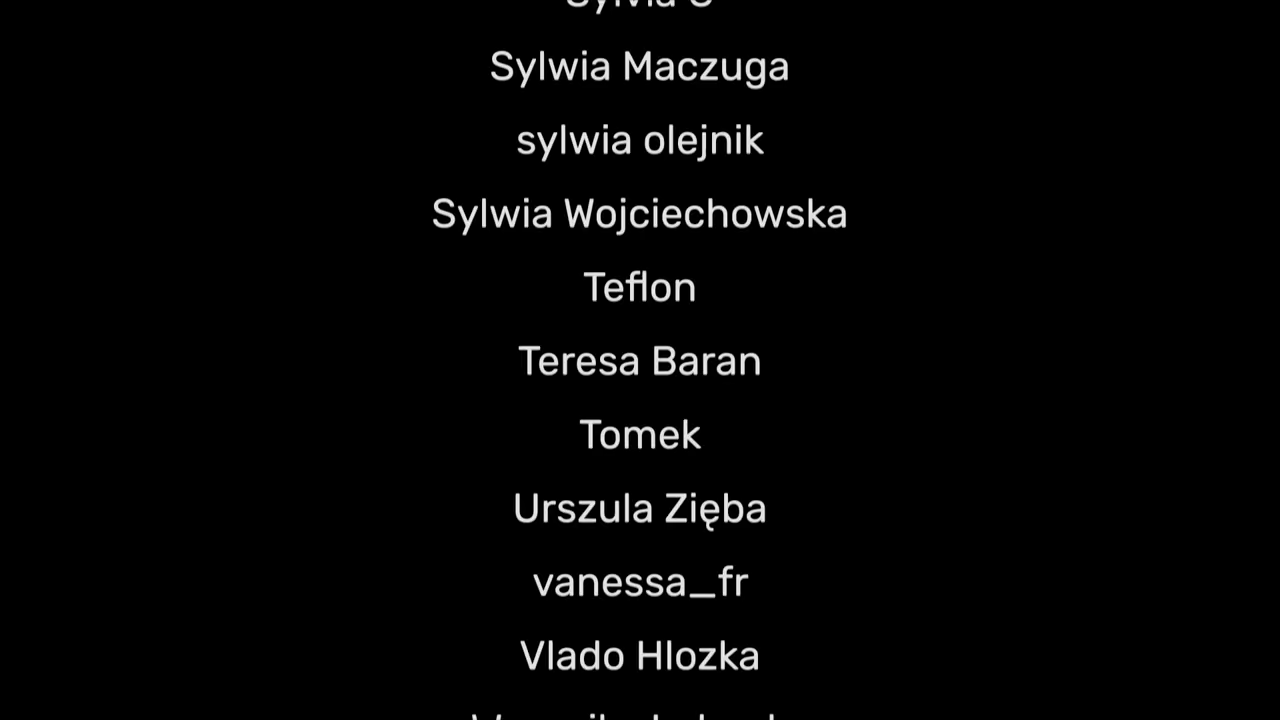 Sylwia Maczuga
sylwia olejnik
Sylwia Wojciechowska
Teflon
Teresa Baran
Tomek
Urszula Zięba
vanessa_fr
Vlado Hlozka